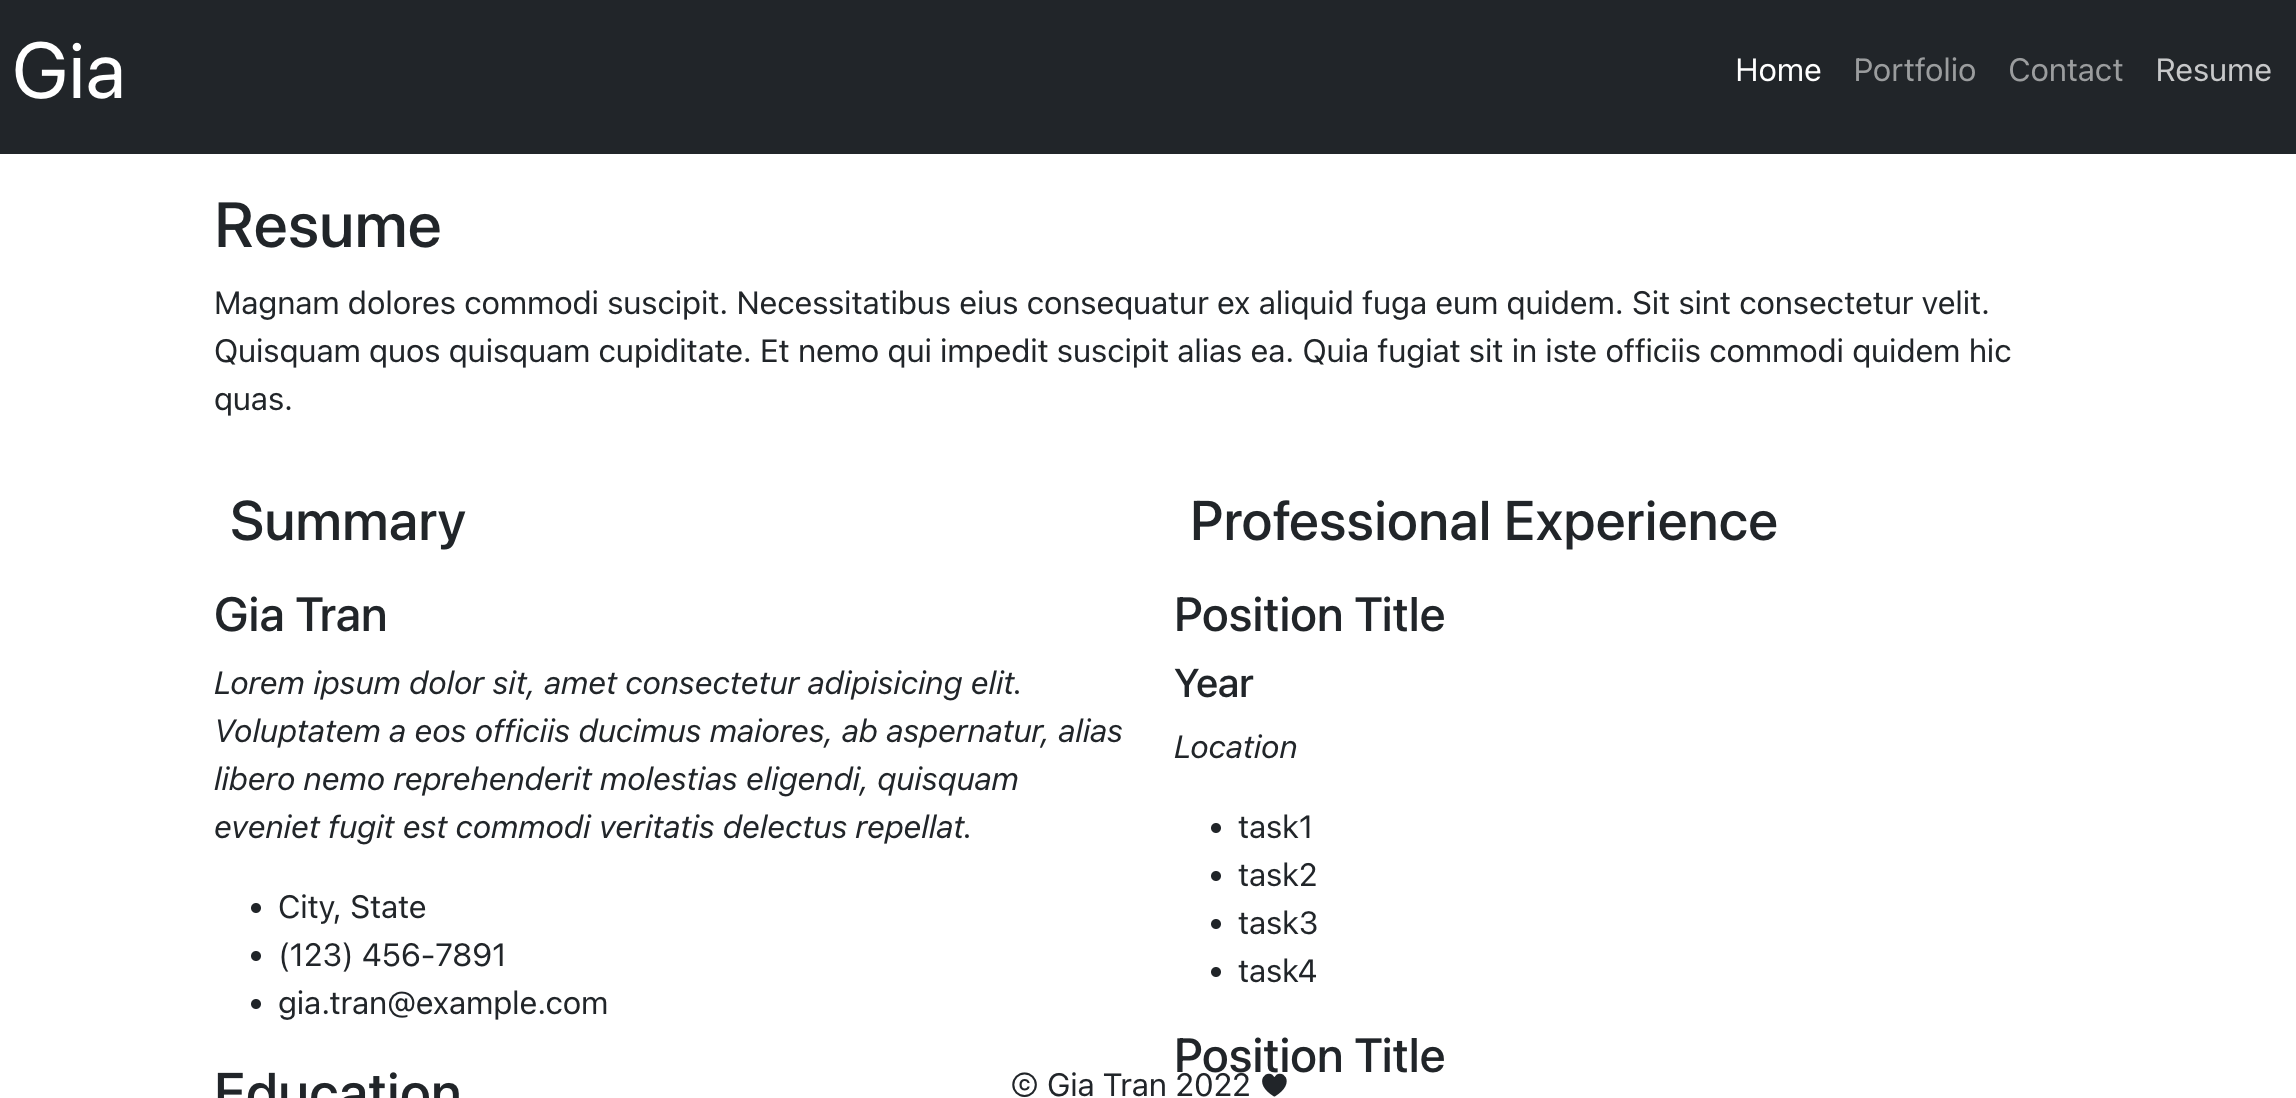 Gia
Home Portfolio Contact Resume
Resume
Magnam dolores commodi suscipit. Necessitatibus eius consequatur ex aliquid fuga eum quidem. Sit sint consectetur velit.
Quisquam quos quisquam cupiditate. Et nemo qui impedit suscipit alias ea. Quia fugiat sit in iste officiis commodi quidem hic
quas.
Summary
Gia Tran
Lorem ipsum dolor sit, amet consectetur adipisicing elit.
Voluptatem a eos officiis ducimus maiores, ab aspernatur, alias
libero nemo reprehenderit molestias eligendi, quisquam
eveniet fugit est commodi veritatis delectus repellat.
• City, State
• (123) 456-7891
• gia.tran@example.com
Education
Professional Experience
Position Title
Year
Location
• task1
• task2
• task3
• task4
Position Title
© Gia Tran 2022 ♥